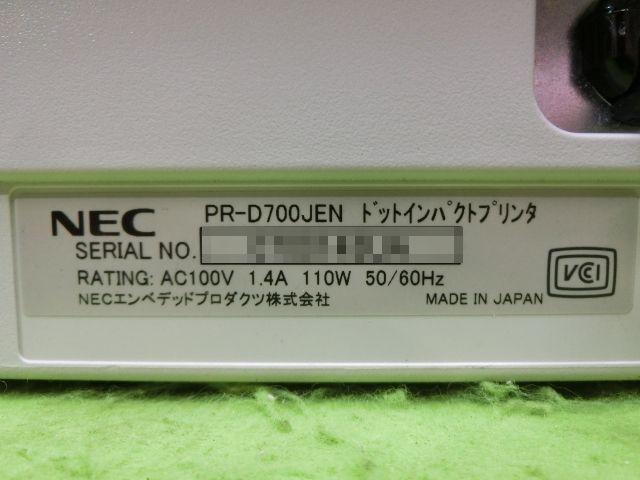 NEC PR-D700JEN ドットインパクトプリンタ
SERIAL NO.
RATING: AC100V 1.4A 110W 50/60Hz
NECエンベデッドプロダクツ株式会社 MADE IN JAPAN
VCCI